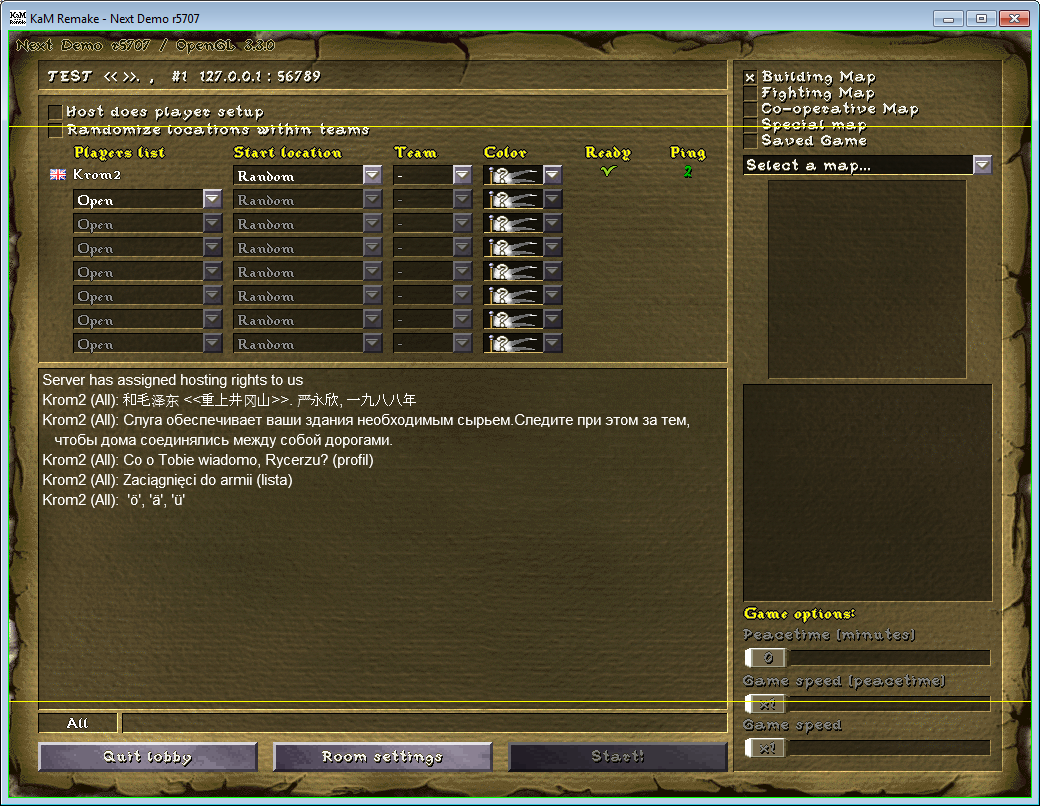 KaM Remake - Next Demo r5707
Next Demo r5707 / OpenGL 3.3.0
TEST << >>. , #1 127.0.0.1 : 56789
Host does player setup
Randomize locations within teams
Players list Start location Team Color Ready Ping
Krom2 Random - 2
Open Random -
Open Random -
Open Random -
Open Random -
Open Random -
Open Random -
Open Random -
Building Map
Fighting Map
Co-operative Map
Special map
Saved Game
Select a map...
Server has assigned hosting rights to us
Krom2 (All): 和毛泽东 <<重上井冈山>>. 严永欣, 一九八八年
Krom2 (All): Слуга обеспечивает ваши здания необходимым сырьем.Следите при этом за тем,
чтобы дома соединялись между собой дорогами.
Krom2 (All): Co o Tobie wiadomo, Rycerzu? (profil)
Krom2 (All): Zaciągnięci do armii (lista)
Krom2 (All): 'ö', 'ä', 'ü'
All
Quit lobby Room settings Start!
Game options:
Peacetime (minutes)
0
Game speed (peacetime)
x1
Game speed
x1